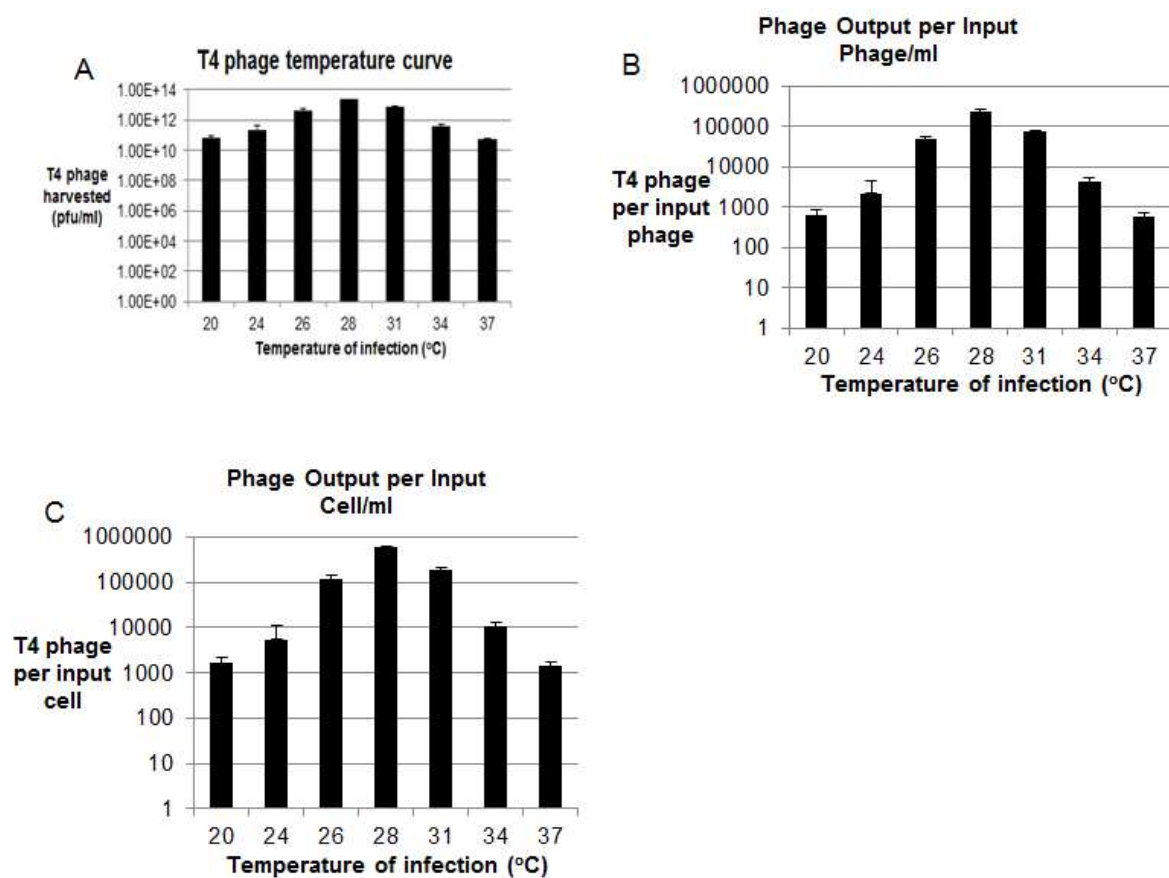 A
T4 phage temperature curve
1.00E+14
1.00E+12
1.00E+10
1.00E+08
1.00E+06
1.00E+04
1.00E+02
1.00E+00
T4 phage
harvested
(pfu/ml)
20 24 26 28 31 34 37
Temperature of infection (°C)
B
Phage Output per Input
Phage/ml
1000000
100000
10000
1000
100
10
1
T4 phage
per input
phage
20 24 26 28 31 34 37
Temperature of infection (°C)
C
Phage Output per Input
Cell/ml
1000000
100000
10000
1000
100
10
1
T4 phage
per input
cell
20 24 26 28 31 34 37
Temperature of infection (°C)